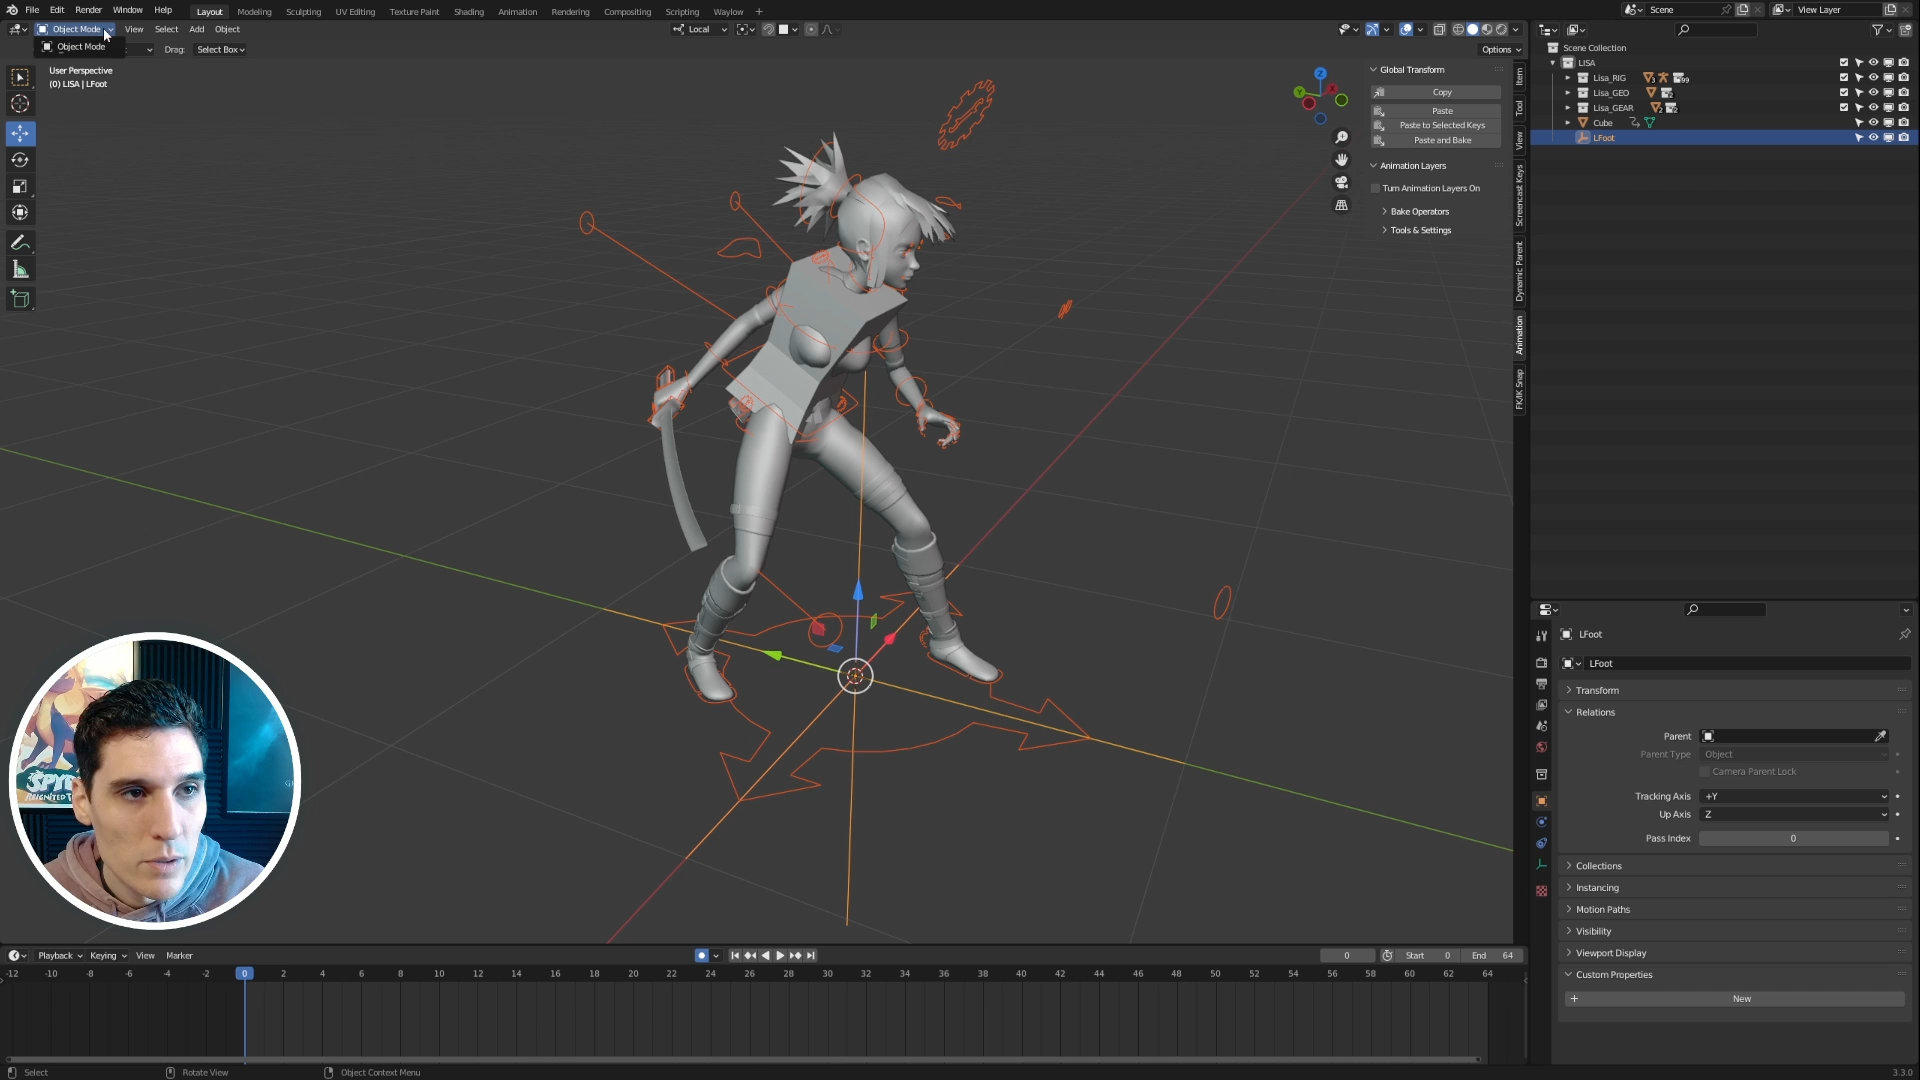 File Edit Render Window Help Layout Modeling Sculpting UV Editing Texture Paint Shading Animation Rendering Compositing Scripting Waylow + Scene View Layer
Object Mode View Select Add Object Local
Object Mode Drag: Select Box Options
User Perspective
(0) LISA | LFoot
Z
Y
X
Global Transform
Copy
Paste
Paste to Selected Keys
Paste and Bake
Animation Layers
Turn Animation Layers On
Bake Operators
Tools & Settings
Item
Tool
View
Screencast Keys
Dynamic Parent
Animation
FK/IK Snap
Scene Collection
LISA
Lisa_RIG
Lisa_GEO
Lisa_GEAR
Cube
LFoot
LFoot
LFoot
Transform
Relations
Parent
Parent Type Object
Camera Parent Lock
Tracking Axis +Y
Up Axis Z
Pass Index 0
Collections
Instancing
Motion Paths
Visibility
Viewport Display
Custom Properties
New
SPY
REIGNITED
Playback Keying View Marker 0 Start 0 End 64
-12 -10 -8 -6 -4 -2 0 2 4 6 8 10 12 14 16 18 20 22 24 26 28 30 32 34 36 38 40 42 44 46 48 50 52 54 56 58 60 62 64
Select Rotate View Object Context Menu 3.3.0